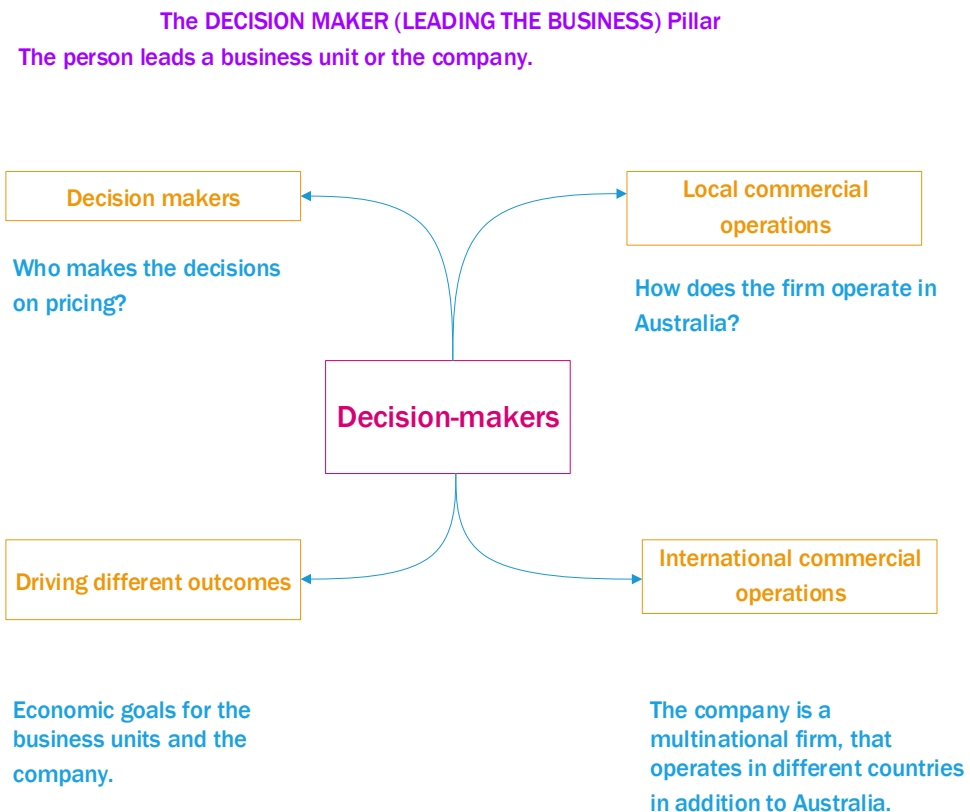 The DECISION MAKER (LEADING THE BUSINESS) Pillar
The person leads a business unit or the company.
Decision makers
Local commercial
operations
Who makes the decisions
on pricing?
How does the firm operate in
Australia?
Decision-makers
Driving different outcomes
International commercial
operations
Economic goals for the
business units and the
company.
The company is a
multinational firm, that
operates in different countries
in addition to Australia.